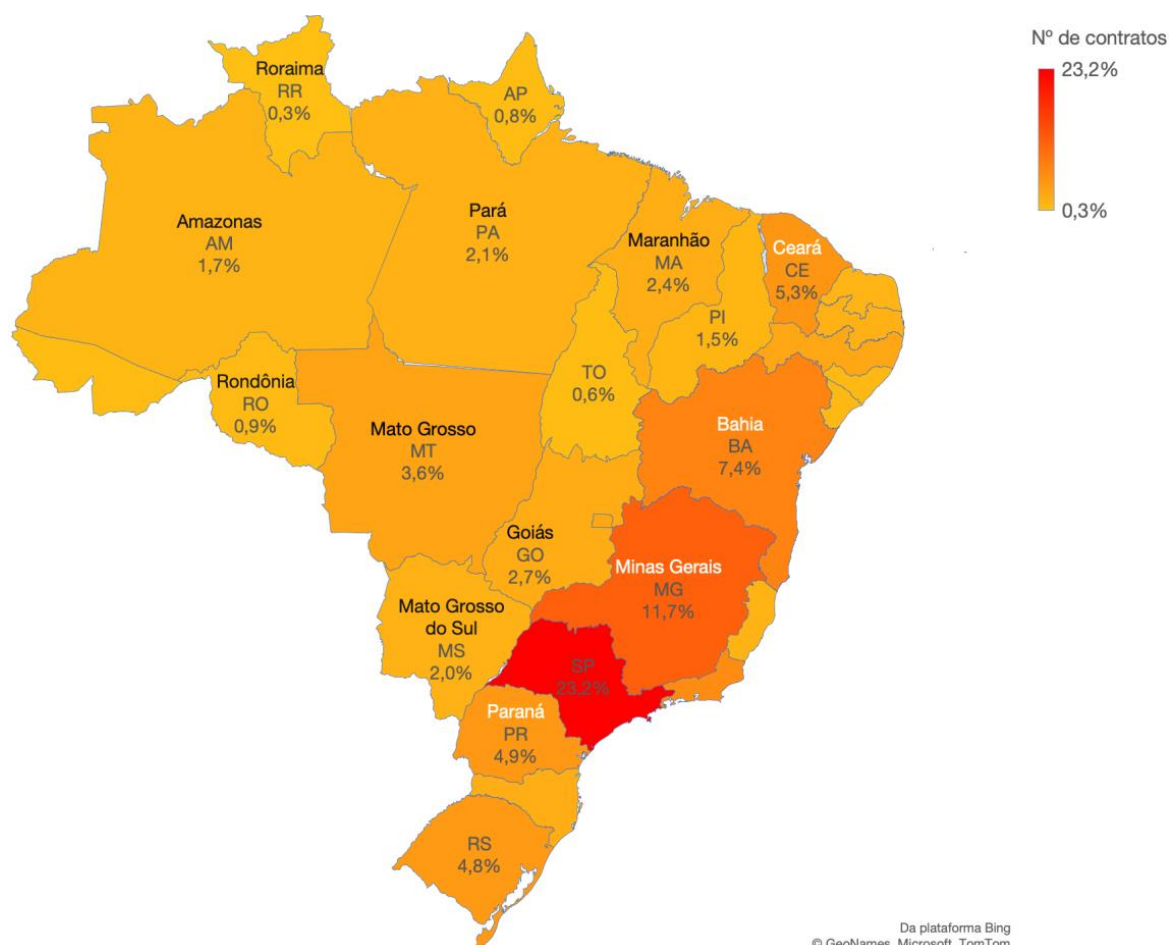 Nº de contratos
23,2%
0,3%
Roraima
RR
0,3%
AP
0,8%
Amazonas
AM
1,7%
Pará
PA
2,1%
Maranhão
MA
2,4%
Ceará
CE
5,3%
PI
1,5%
TO
0,6%
Rondônia
RO
0,9%
Mato Grosso
MT
3,6%
Bahia
BA
7,4%
Goiás
GO
2,7%
Minas Gerais
MG
11,7%
Mato Grosso
do Sul
MS
2,0%
SP
23,2%
Paraná
PR
4,9%
RS
4,8%
Da plataforma Bing
© GeoNames, Microsoft, TomTom